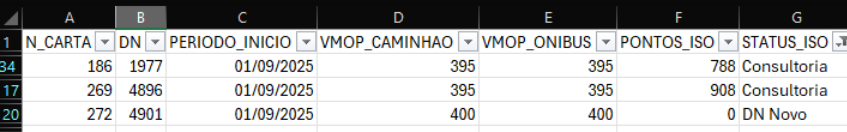 A B C D E F G
1 N_CARTA DN PERIODO_INICIO VMOP_CAMINHAO VMOP_ONIBUS PONTOS_ISO STATUS_ISO
34 186 1977 01/09/2025 395 395 788 Consultoria
17 269 4896 01/09/2025 395 395 908 Consultoria
20 272 4901 01/09/2025 400 400 0 DN Novo